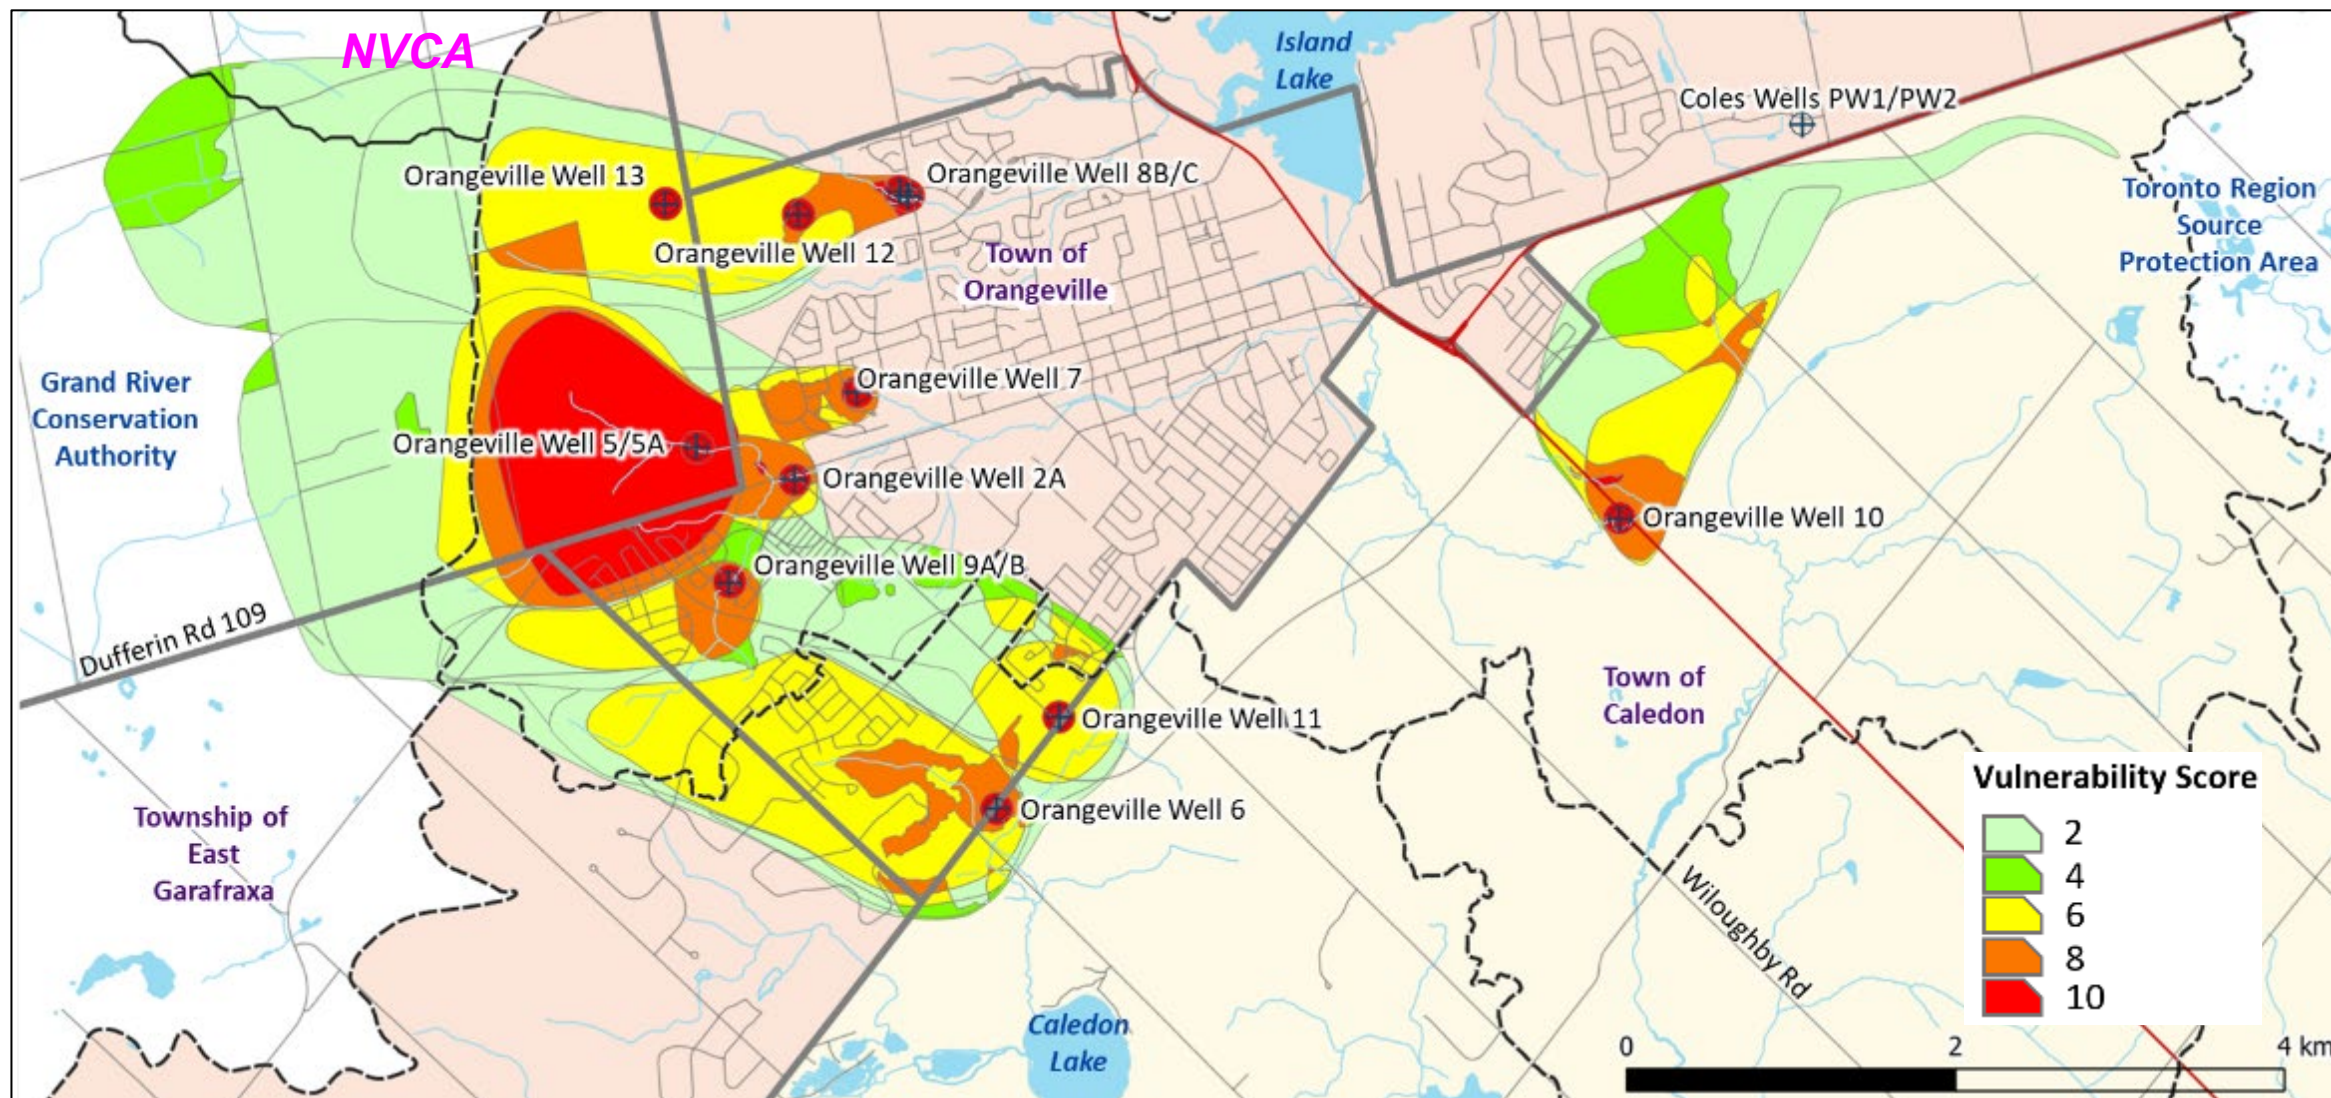 NVCA
Island
Lake
Coles Wells PW1/PW2
Orangeville Well 13
Orangeville Well 8B/C
Toronto Region
Source
Protection Area
Orangeville Well 12
Town of
Orangeville
Grand River
Conservation
Authority
Orangeville Well 7
Orangeville Well 5/5A
Orangeville Well 2A
Orangeville Well 10
Orangeville Well 9A/B
Dufferin Rd 109
Town of
Caledon
Orangeville Well 11
Orangeville Well 6
Township of
East
Garafraxa
Wiloughby Rd
Caledon
Lake
Vulnerability Score
2
4
6
8
10
0 2 4 km